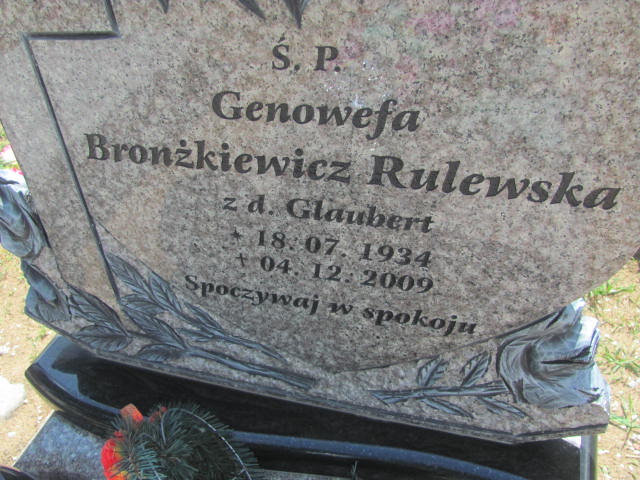 Ś. P.
Genowefa
Bronżkiewicz Rulewska
z d. Glaubert
* 18. 07. 1934
† 04. 12. 2009
Spoczywaj w spokoju